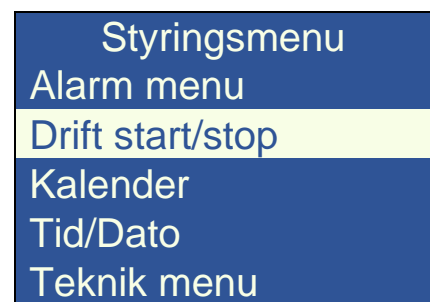 Styringsmenu
Alarm menu
Drift start/stop
Kalender
Tid/Dato
Teknik menu